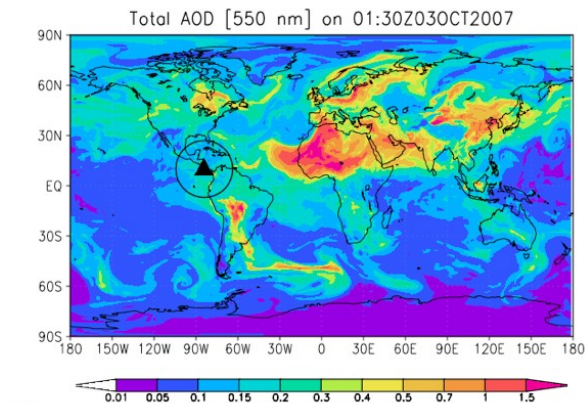 Total AOD [550 nm] on 01:30Z03OCT2007
90N
60N
30N
EQ
30S
60S
90S
180 150W 120W 90W 60W 30W 0 30E 60E 90E 120E 150E 180
0.01 0.05 0.1 0.15 0.2 0.3 0.4 0.5 0.7 1 1.5